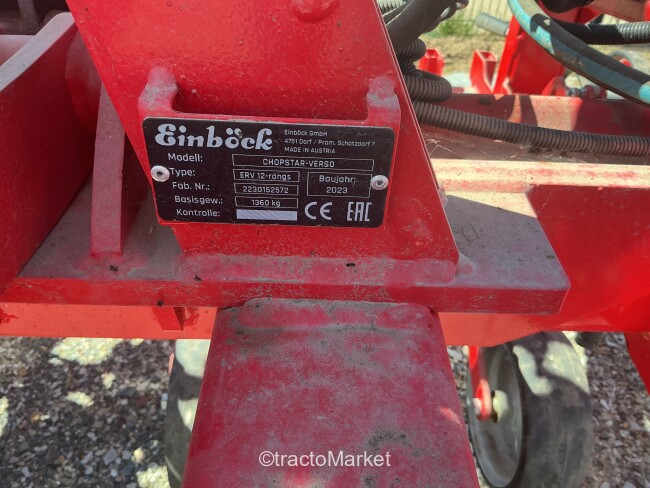 Einböck
Einböck GmbH
4751 Dorf / Pram, Schatzdorf 7
MADE IN AUSTRIA
Modell: CHOPSTAR-VERSO
Type: ERV 12-rangs Baujahr:
Fab. Nr.: 2230152572 2023
Basisgew.: 1360 kg
Kontrolle: CE EAC
©tractoMarket